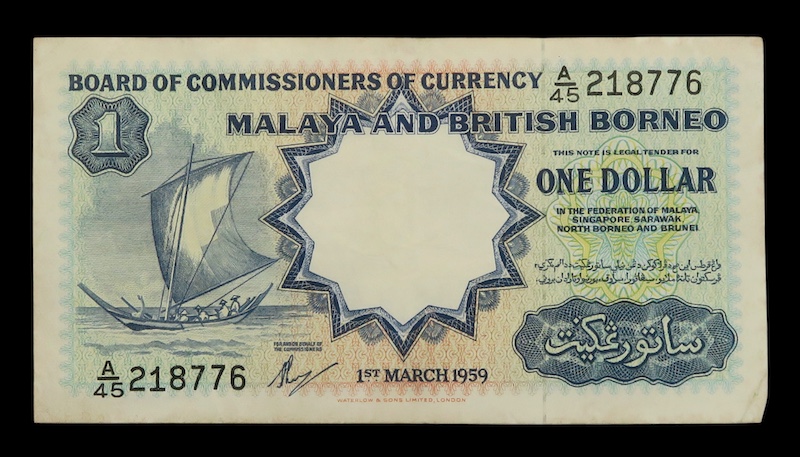 BOARD OF COMMISSIONERS OF CURRENCY A/45 218776
1
MALAYA AND BRITISH BORNEO
THIS NOTE IS LEGAL TENDER FOR
ONE DOLLAR
IN THE FEDERATION OF MALAYA,
SINGAPORE, SARAWAK,
NORTH BORNEO AND BRUNEI.
ساتو رڠݢيت
FOR AND ON BEHALF OF
THE COMMISSIONERS
A/45 218776
1ST MARCH 1959
WATERLOW & SONS LIMITED, LONDON